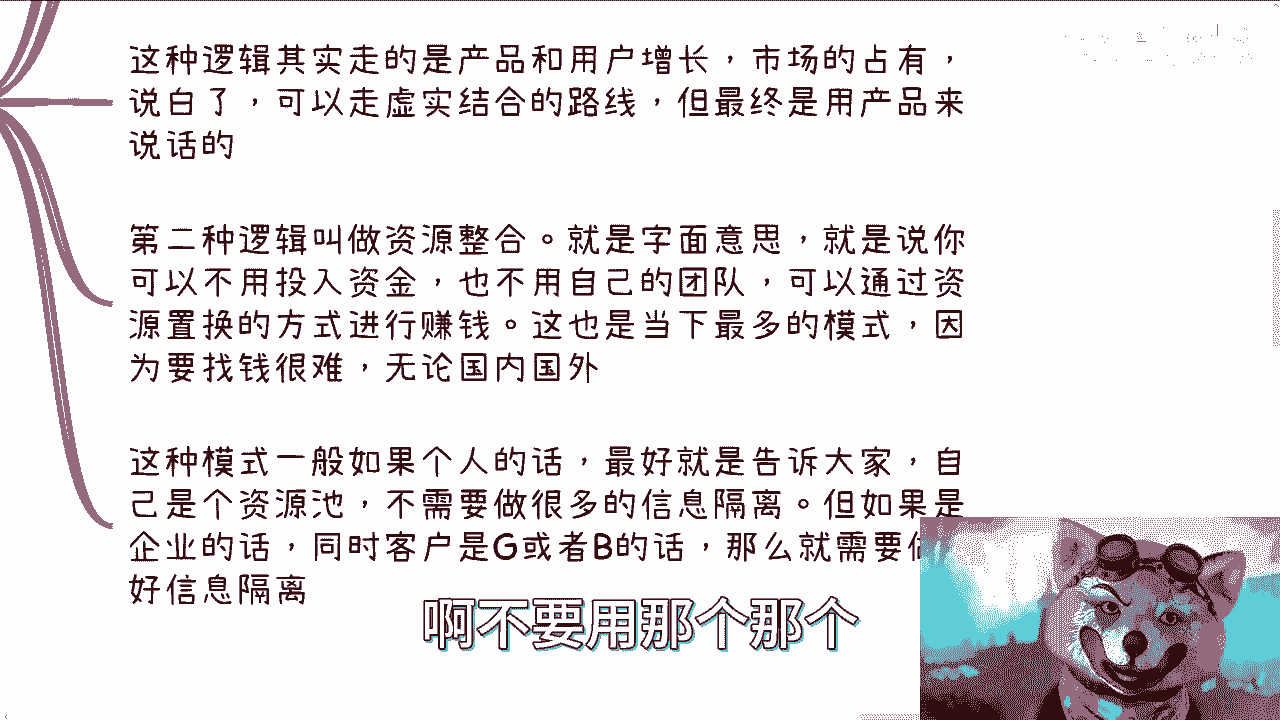 这种逻辑其实走的是产品和用户增长，市场的占有，
说白了，可以走虚实结合的路线，但最终是用产品来
说话的
第二种逻辑叫做资源整合。就是字面意思，就是说你
可以不用投入资金，也不用自己的团队，可以通过资
源置换的方式进行赚钱。这也是当下最多的模式，因
为要找钱很难，无论国内国外
这种模式一般如果个人的话，最好就是告诉大家，自
己是个资源池，不需要做很多的信息隔离。但如果是
企业的话，同时客户是G或者B的话，那么就需要
好信息隔离
啊不要用那个那个